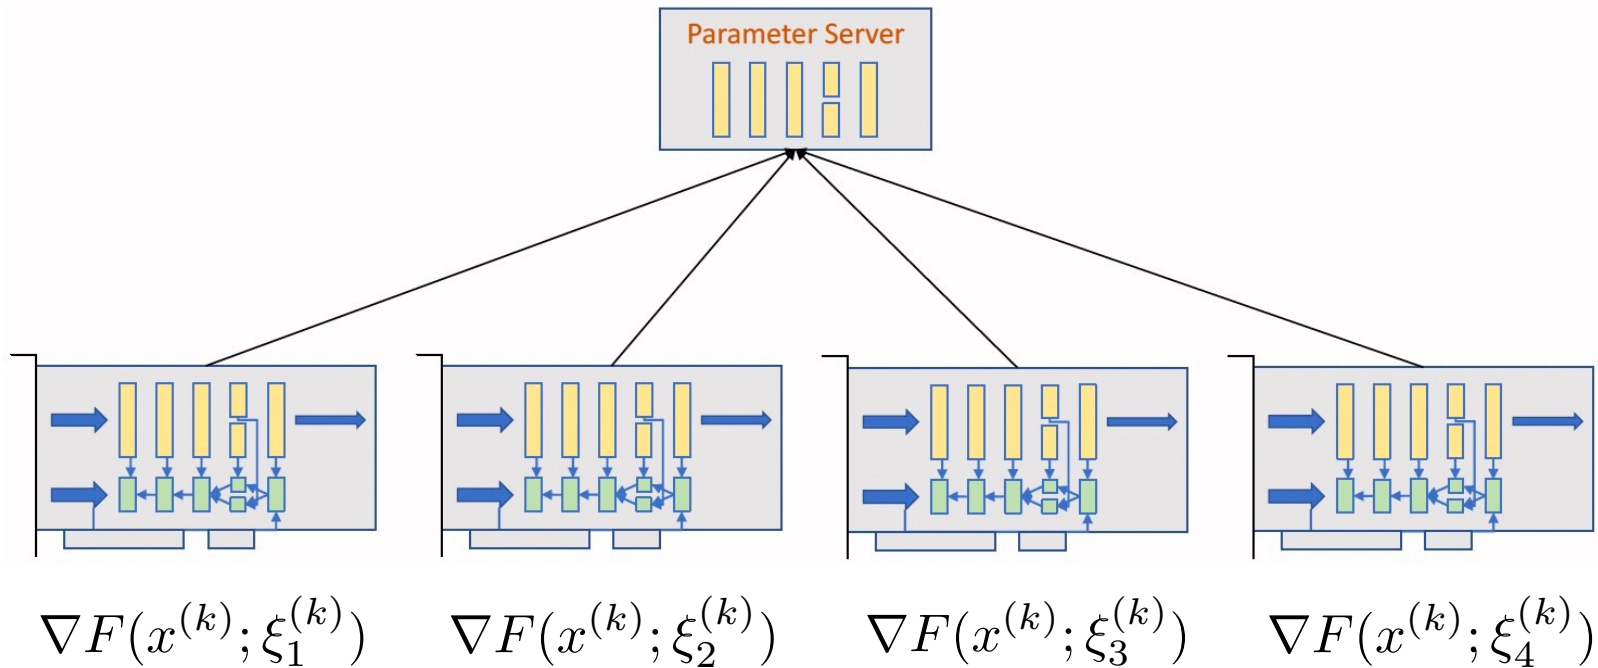 Parameter Server
∇F(x^{(k)}; ξ_1^{(k)})
∇F(x^{(k)}; ξ_2^{(k)})
∇F(x^{(k)}; ξ_3^{(k)})
∇F(x^{(k)}; ξ_4^{(k)})